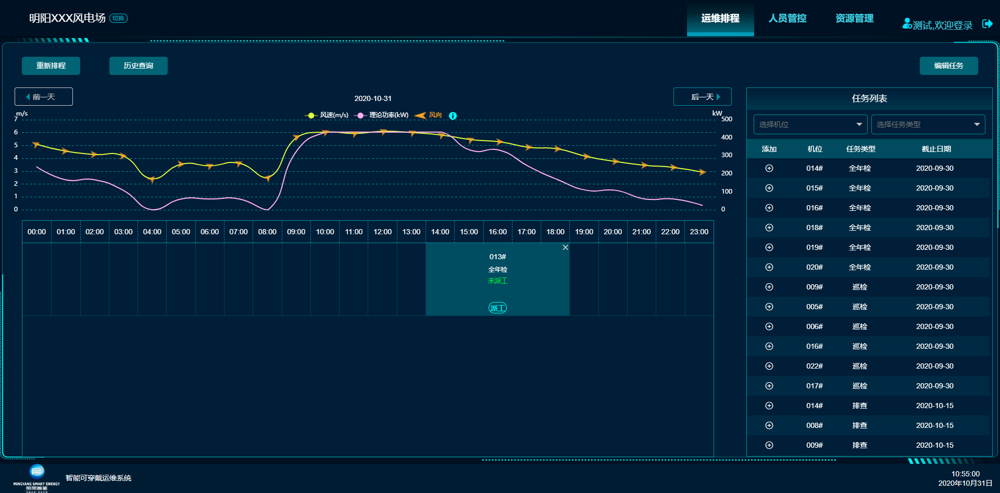 明阳XXX风电场 切换
运维排程 人员管控 资源管理 测试,欢迎登录
重新排程 历史查询 编辑任务
前一天 2020-10-31 后一天
m/s 风速(m/s) 理论功率(kW) 风向 kW
7 500
6 400
5 300
4 200
3 100
2 0
1
0
00:00 01:00 02:00 03:00 04:00 05:00 06:00 07:00 08:00 09:00 10:00 11:00 12:00 13:00 14:00 15:00 16:00 17:00 18:00 19:00 20:00 21:00 22:00 23:00
013#
全年检
未派工
派工
任务列表
选择机位 选择任务类型
添加 机位 任务类型 截止日期
014# 全年检 2020-09-30
015# 全年检 2020-09-30
016# 全年检 2020-09-30
018# 全年检 2020-09-30
019# 全年检 2020-09-30
020# 全年检 2020-09-30
009# 巡检 2020-09-30
005# 巡检 2020-09-30
006# 巡检 2020-09-30
016# 巡检 2020-09-30
022# 巡检 2020-09-30
017# 巡检 2020-09-30
014# 排查 2020-10-15
008# 排查 2020-10-15
009# 排查 2020-10-15
MINGYANG SMART ENERGY
明阳智能
智能可穿戴运维系统
10:55:00
2020年10月31日